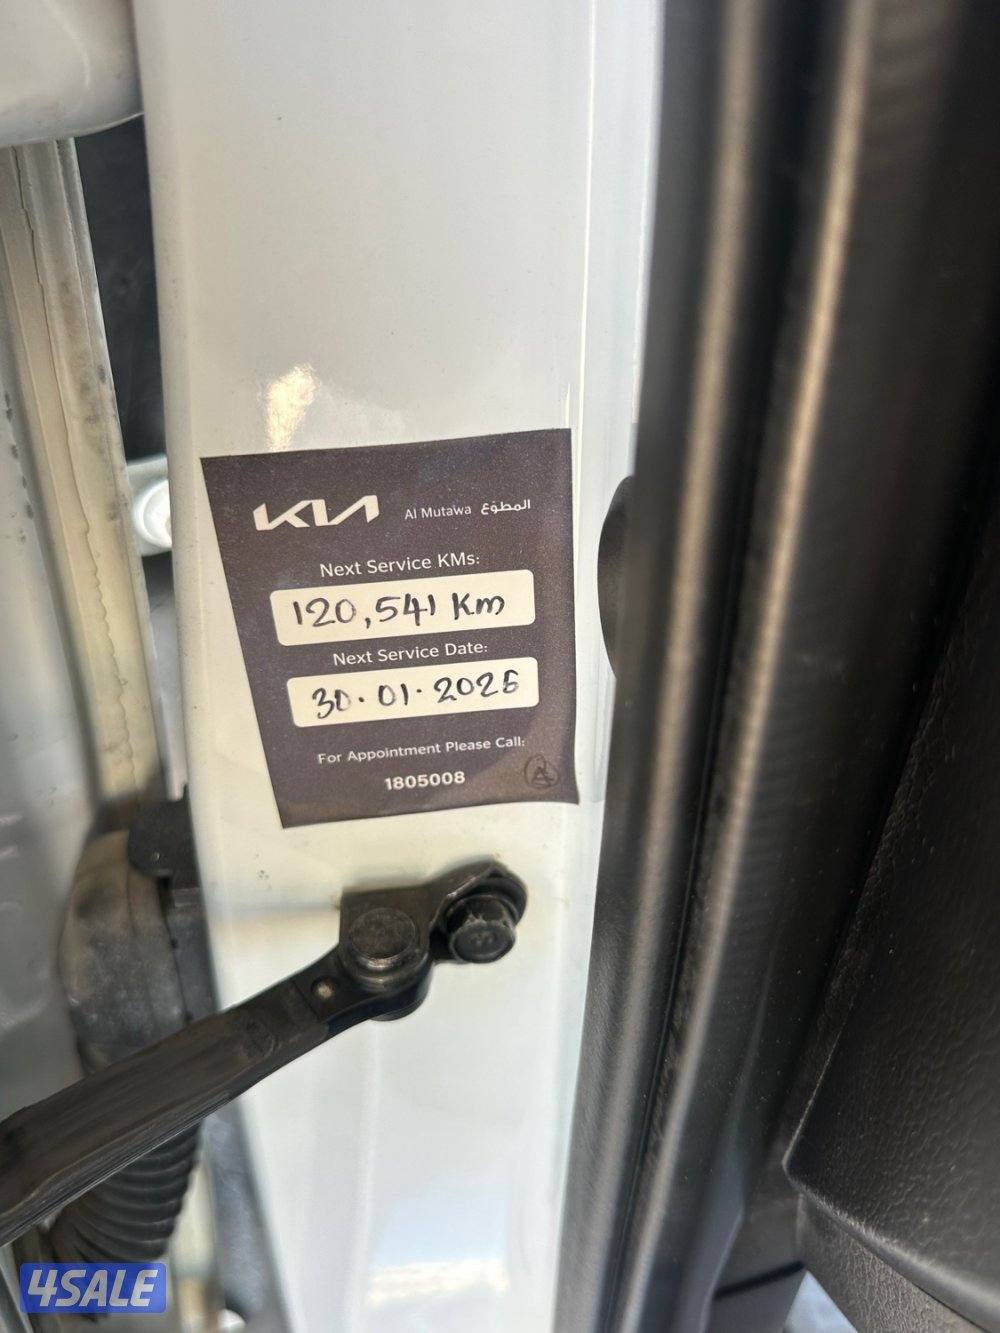 KIA Al Mutawa المطوّع
Next Service KMs:
120,541 Km
Next Service Date:
30.01.2026
For Appointment Please Call:
1805008
A
4SALE